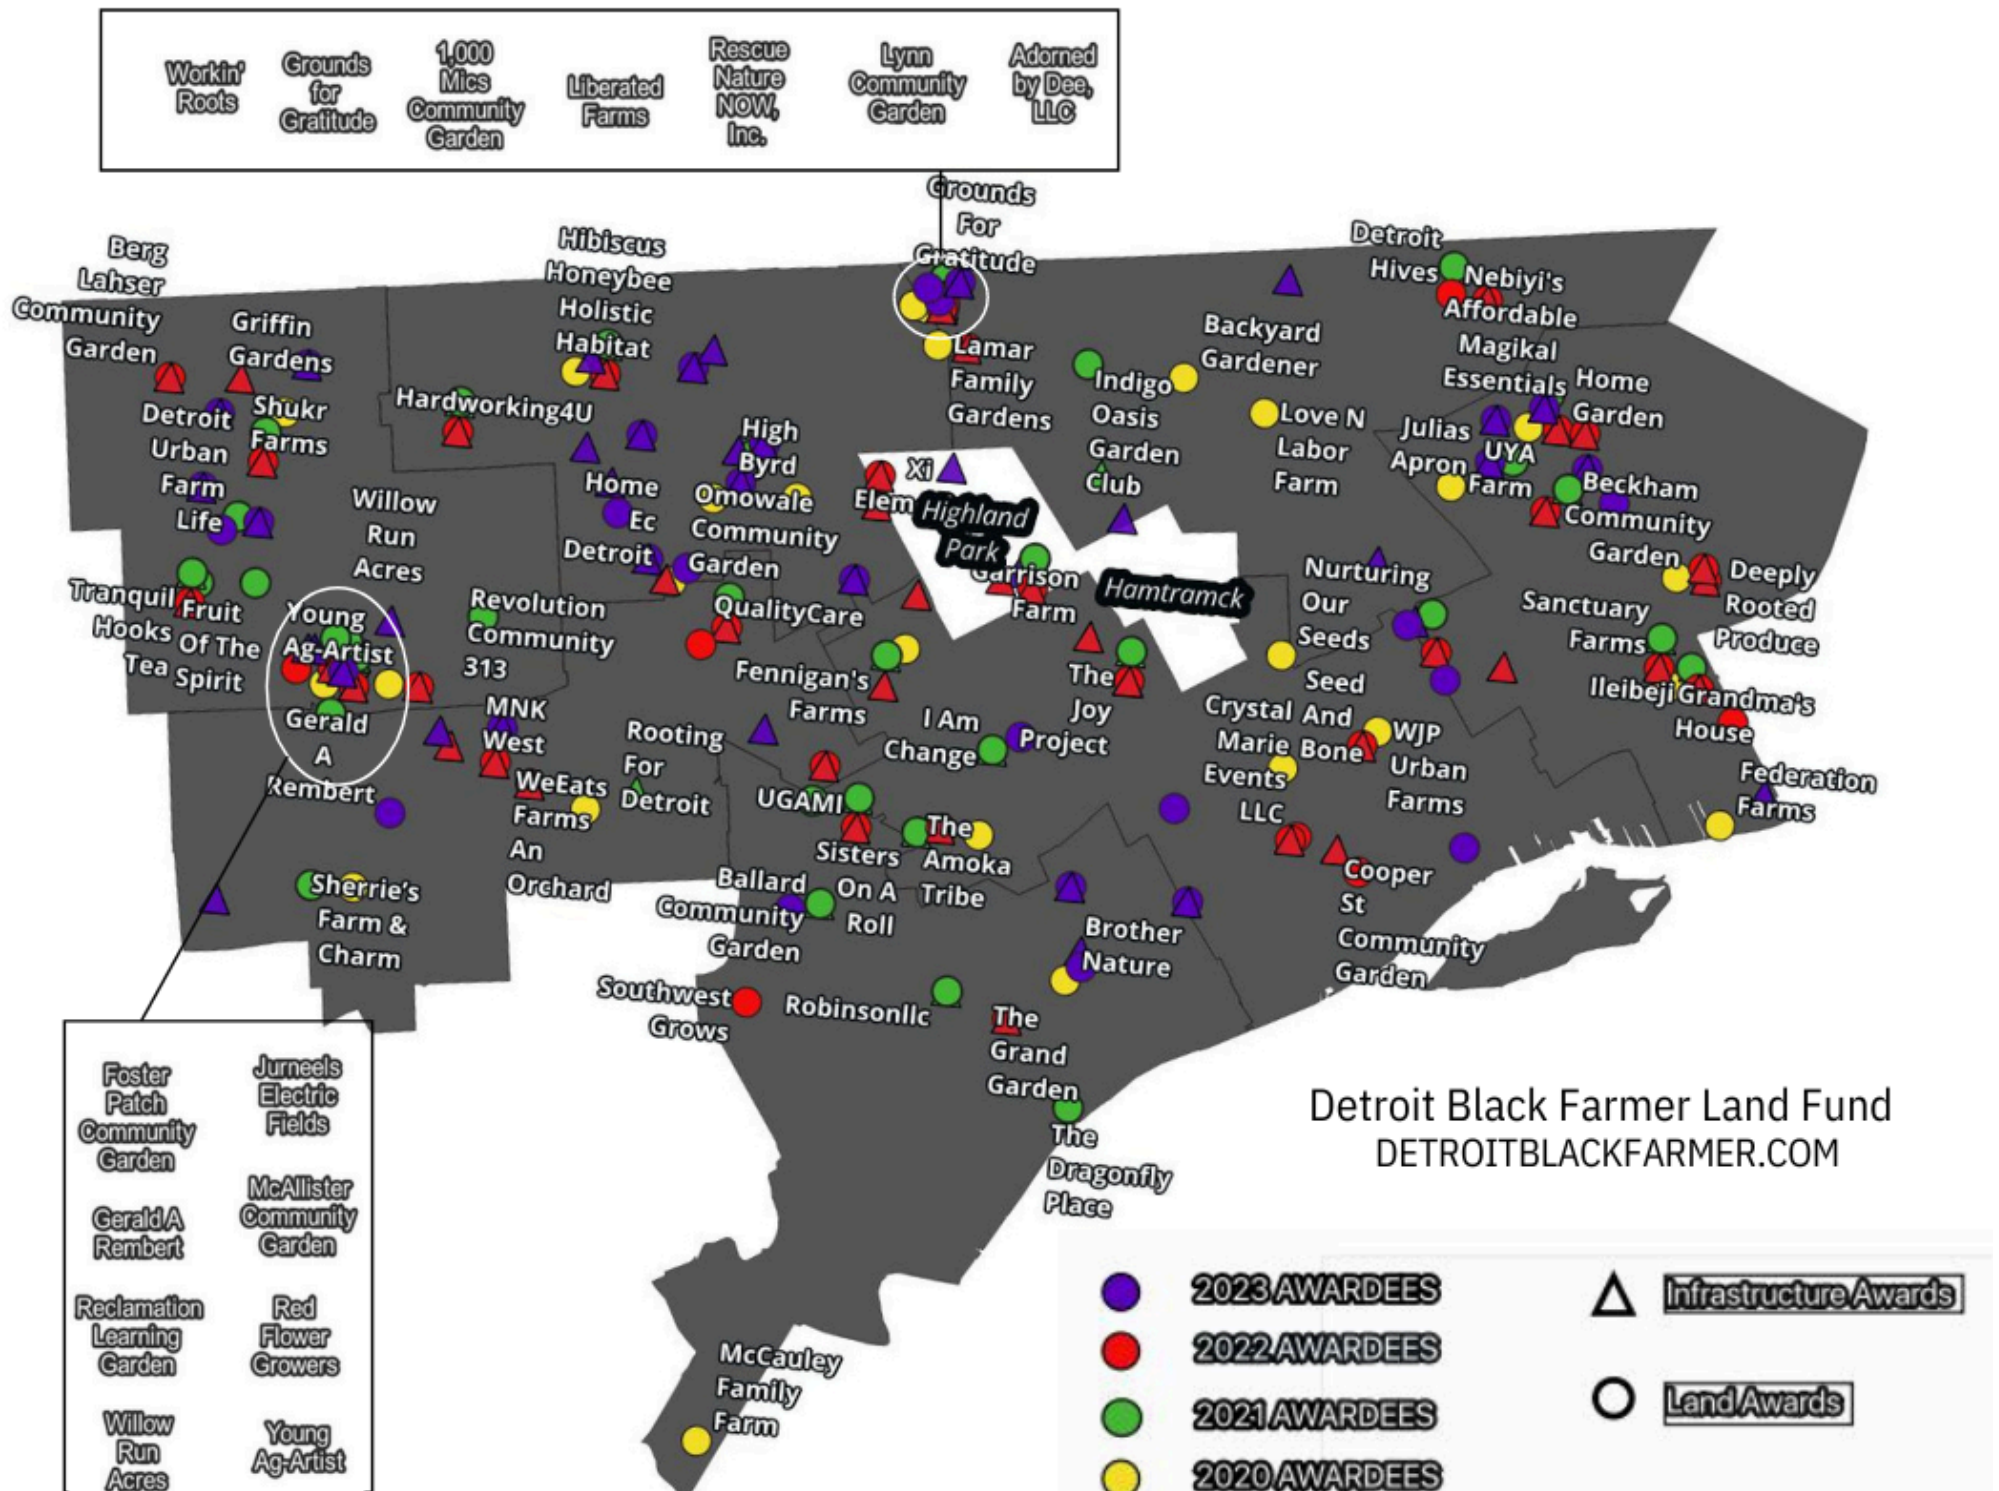 Workin'
Roots
Grounds
for
Gratitude
1,000
Mics
Community
Garden
Liberated
Farms
Rescue
Nature
NOW,
Inc.
Lynn
Community
Garden
Adorned
by Dee,
LLC
Grounds
For
Gratitude
Berg
Lahser
Community
Garden
Griffin
Gardens
Hibiscus
Honeybee
Holistic
Habitat
Detroit
Hives
Nebiyi's
Affordable
Magikal
Essentials
Home
Garden
Lamar
Family
Gardens
Backyard
Gardener
Indigo
Oasis
Garden
Club
Love N
Labor
Farm
Julias
Apron
UYA
Farm
Beckham
Community
Garden
Detroit
Urban
Farm
Life
Shukr
Farms
Hardworking4U
High
Byrd
Omowale
Community
Garden
Home
Ec
Detroit
Xi
Elem
Highland
Park
Garrison
Farm
Hamtramck
Willow
Run
Acres
Tranquil
Hooks
Tea
Fruit
Of The
Spirit
Young
Ag-Artist
Gerald
A
Rembert
Revolution
Community
313
QualityCare
Fennigan's
Farms
Nurturing
Our
Seeds
Sanctuary
Farms
Deeply
Rooted
Produce
Ileibeji
Grandma's
House
MNK
West
WeEats
Farms
An
Orchard
Rooting
For
Detroit
UGAMI
I Am
Change
The
Joy
Project
Crystal
Marie
Events
LLC
Seed
And
Bone
WJP
Urban
Farms
Federation
Farms
Sisters
On A
Roll
The
Amoka
Tribe
Sherrie's
Farm &
Charm
Ballard
Community
Garden
Brother
Nature
Cooper
St
Community
Garden
Southwest
Grows
Robinsonllc
The
Grand
Garden
The
Dragonfly
Place
McCauley
Family
Farm
Foster
Patch
Community
Garden
Jurneels
Electric
Fields
Gerald A
Rembert
McAllister
Community
Garden
Reclamation
Learning
Garden
Red
Flower
Growers
Willow
Run
Acres
Young
Ag-Artist
Detroit Black Farmer Land Fund
DETROITBLACKFARMER.COM
2023 AWARDEES
2022 AWARDEES
2021 AWARDEES
2020 AWARDEES
Infrastructure Awards
Land Awards